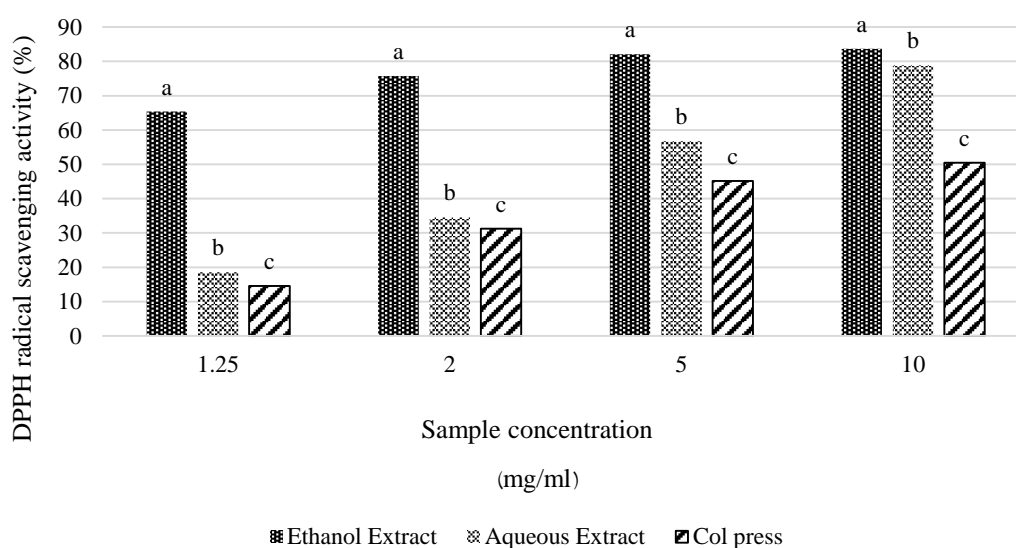 DPPH radical scavenging activity (%)
90
80
70
60
50
40
30
20
10
0
a
b
c
a
b
c
a
b
c
a
b
c
1.25
2
5
10
Sample concentration
(mg/ml)
Ethanol Extract
Aqueous Extract
Col press